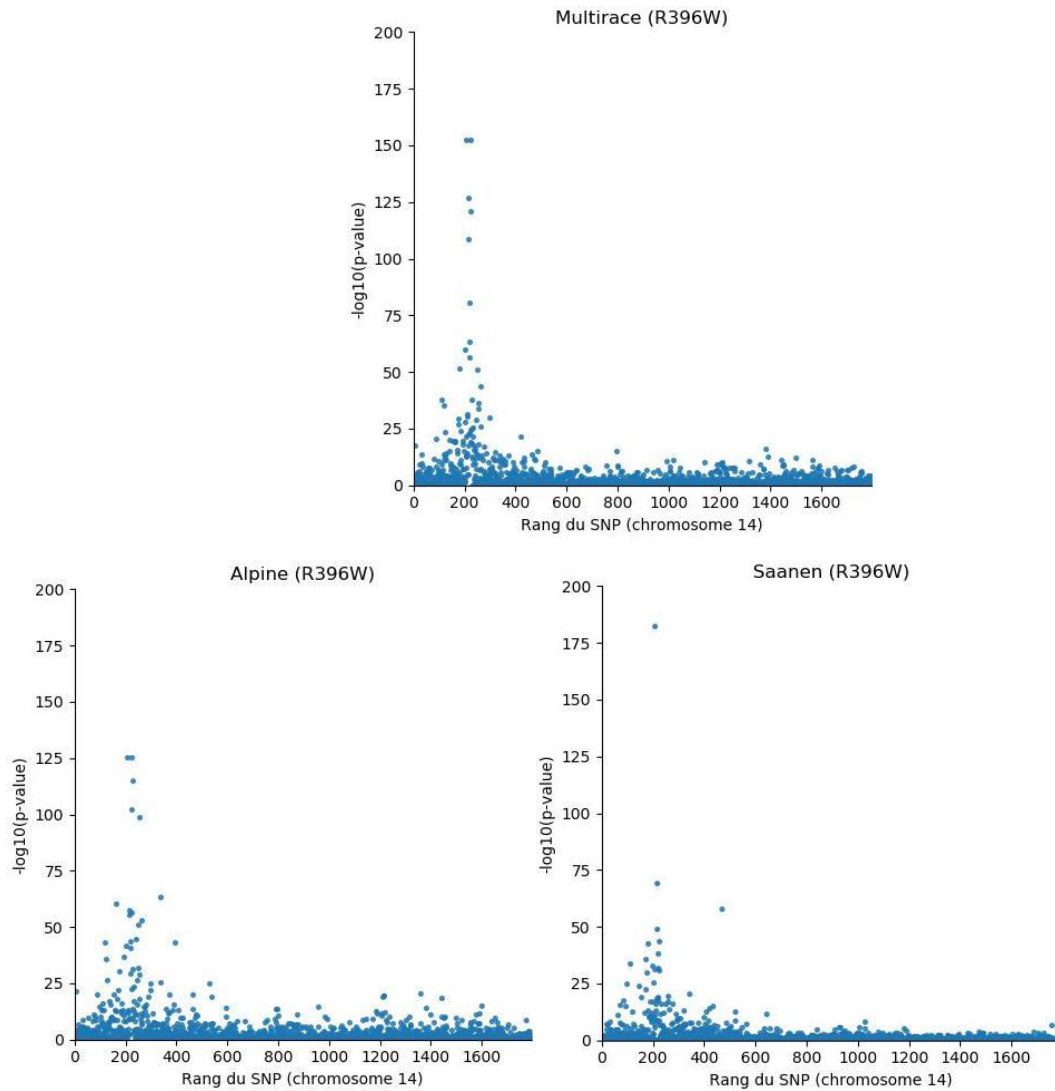 Multirace (R396W)
200
175
150
125
100
75
50
25
0
-log10(p-value)
0 200 400 600 800 1000 1200 1400 1600
Rang du SNP (chromosome 14)
Alpine (R396W)
200
175
150
125
100
75
50
25
0
-log10(p-value)
0 200 400 600 800 1000 1200 1400 1600
Rang du SNP (chromosome 14)
Saanen (R396W)
200
175
150
125
100
75
50
25
0
-log10(p-value)
0 200 400 600 800 1000 1200 1400 1600
Rang du SNP (chromosome 14)